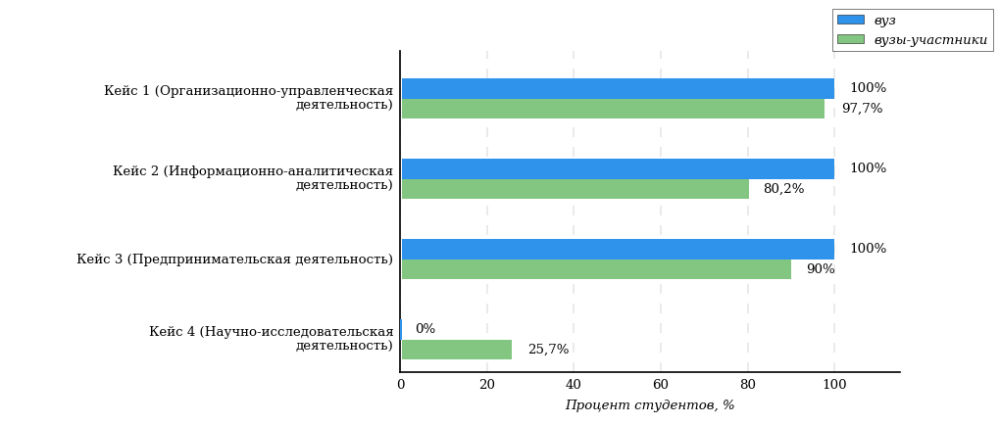 вуз
вузы-участники
Кейс 1 (Организационно-управленческая
деятельность)
100%
97,7%
Кейс 2 (Информационно-аналитическая
деятельность)
100%
80,2%
Кейс 3 (Предпринимательская деятельность)
100%
90%
Кейс 4 (Научно-исследовательская
деятельность)
0%
25,7%
0 20 40 60 80 100
Процент студентов, %